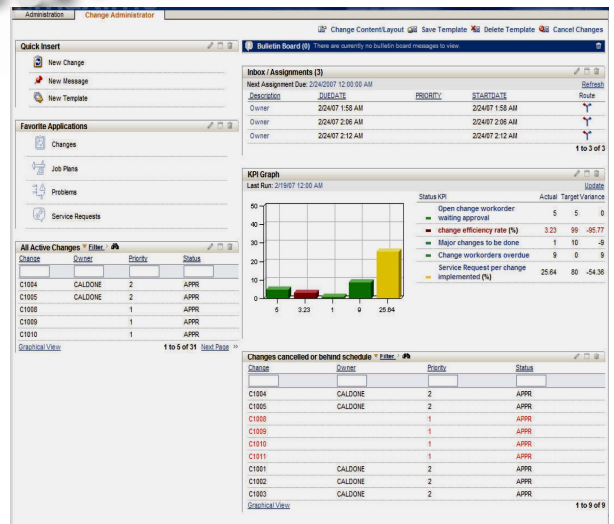 Administration Change Administrator
Change Content/Layout Save Template Delete Template Cancel Changes
Quick Insert
New Change
New Message
New Template
Favorite Applications
Changes
Job Plans
Problems
Service Requests
All Active Changes Filter
Change Owner Priority Status
C1004 CALDONE 2 APPR
C1005 CALDONE 2 APPR
C1008 1 APPR
C1009 1 APPR
C1010 1 APPR
Graphical View 1 to 5 of 31 Next Page
Bulletin Board (0) There are currently no bulletin board messages to view.
Inbox / Assignments (3)
Next Assignment Due: 2/24/2007 12:00:00 AM Refresh
Description DUEDATE PRIORITY STARTDATE Route
Owner 2/24/07 1:58 AM 2/24/07 1:58 AM
Owner 2/24/07 2:06 AM 2/24/07 2:06 AM
Owner 2/24/07 2:12 AM 2/24/07 2:12 AM
1 to 3 of 3
KPI Graph
Last Run: 2/19/07 12:00 AM Update
50
40
30
20
10
0
5 3.23 1 9 25.64
Status KPI Actual Target Variance
Open change workorder
waiting approval 5 5 0
change efficiency rate (%) 3.23 99 -95.77
Major changes to be done 1 10 -9
Change workorders overdue 9 0 9
Service Request per change
implemented (%) 25.64 80 -54.36
Changes cancelled or behind schedule Filter
Change Owner Priority Status
C1004 CALDONE 2 APPR
C1005 CALDONE 2 APPR
C1008 1 APPR
C1009 1 APPR
C1010 1 APPR
C1011 1 APPR
C1001 CALDONE 2 APPR
C1002 CALDONE 2 APPR
C1003 CALDONE 2 APPR
Graphical View 1 to 9 of 9